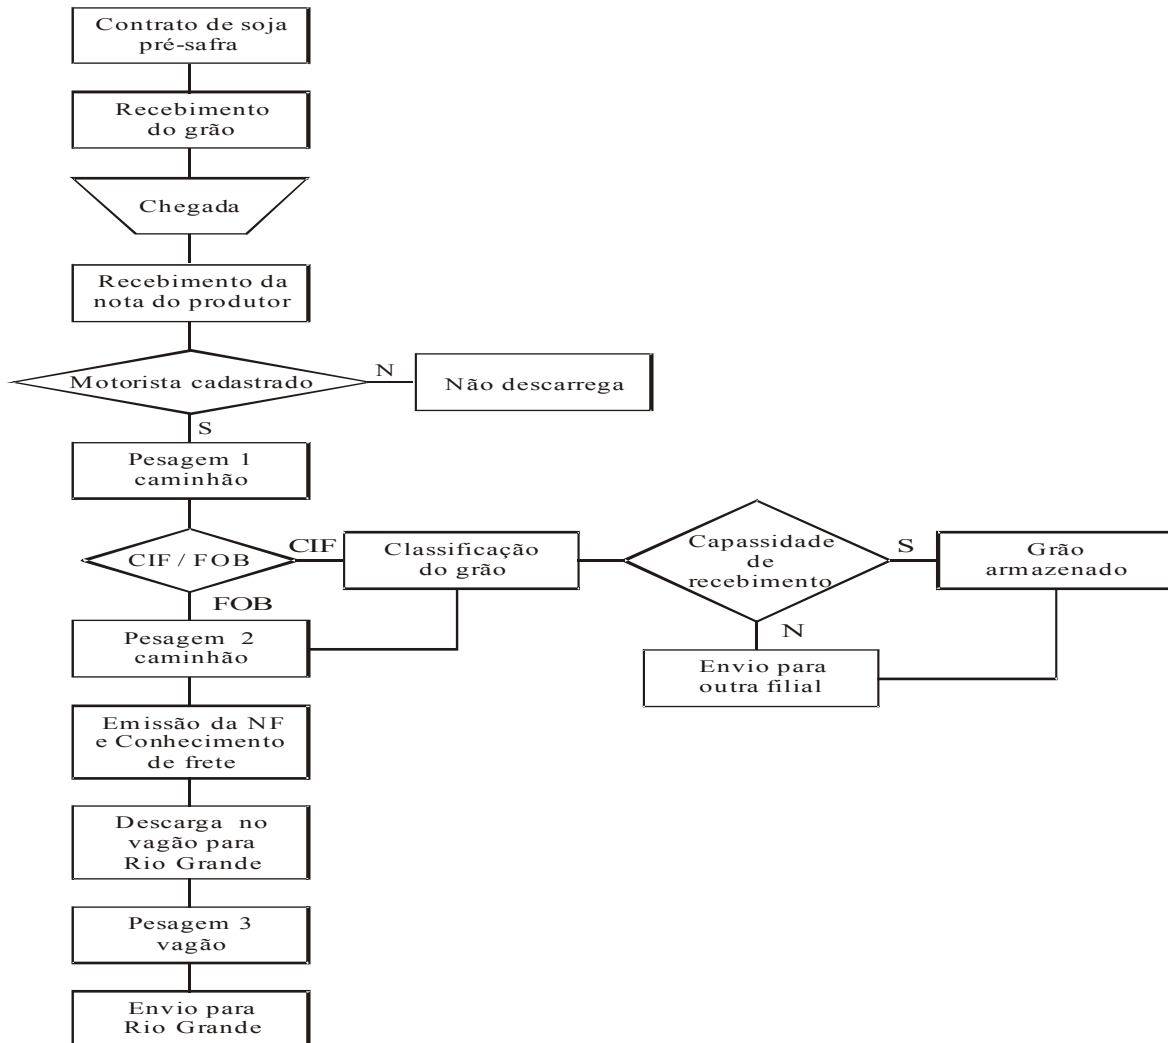 Contrato de soja
pré-safra
Recebimento
do grão
Chegada
Recebimento da
nota do produtor
Motorista cadastrado
N
Não descarrega
S
Pesagem 1
caminhão
CIF / FOB
CIF
Classificação
do grão
Capassidade
de
recebimento
S
Grão
armazenado
N
Envio para
outra filial
FOB
Pesagem 2
caminhão
Emissão da NF
e Conhecimento
de frete
Descarga no
vagão para
Rio Grande
Pesagem 3
vagão
Envio para
Rio Grande